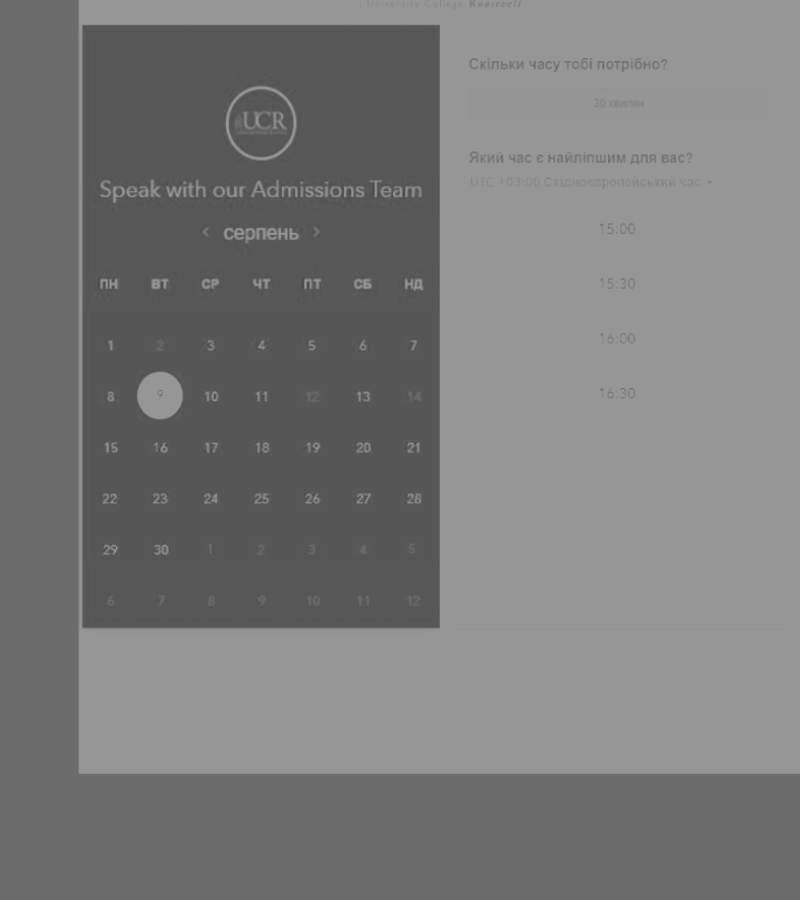 University College Roosevelt
UCR
Speak with our Admissions Team
серпень
ПН ВТ СР ЧТ ПТ СБ НД
1 2 3 4 5 6 7
8 9 10 11 12 13 14
15 16 17 18 19 20 21
22 23 24 25 26 27 28
29 30 1 2 3 4 5
6 7 8 9 10 11 12
Скільки часу тобі потрібно?
30 хвилин
Який час є найліпшим для вас?
UTC +03:00 Східноєвропейський час
15:00
15:30
16:00
16:30